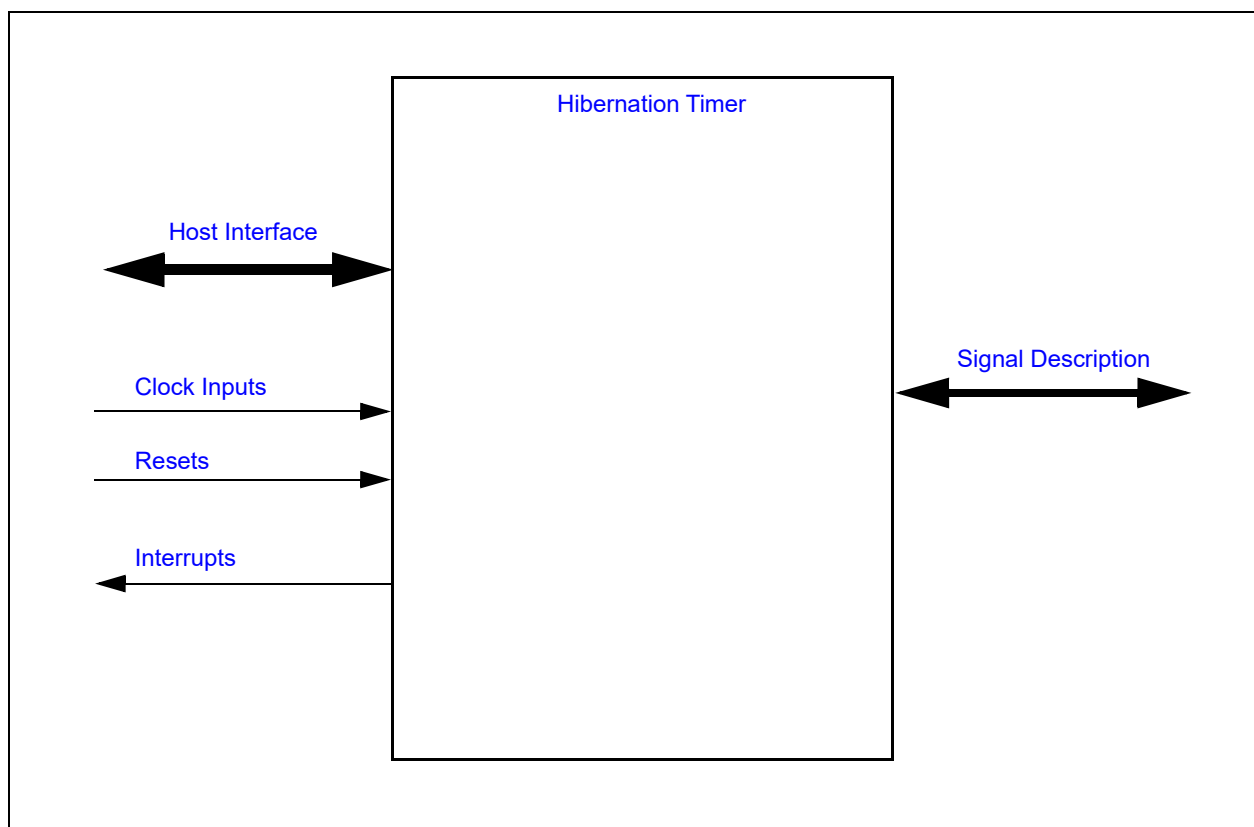 Hibernation Timer
Host Interface
Signal Description
Clock Inputs
Resets
Interrupts